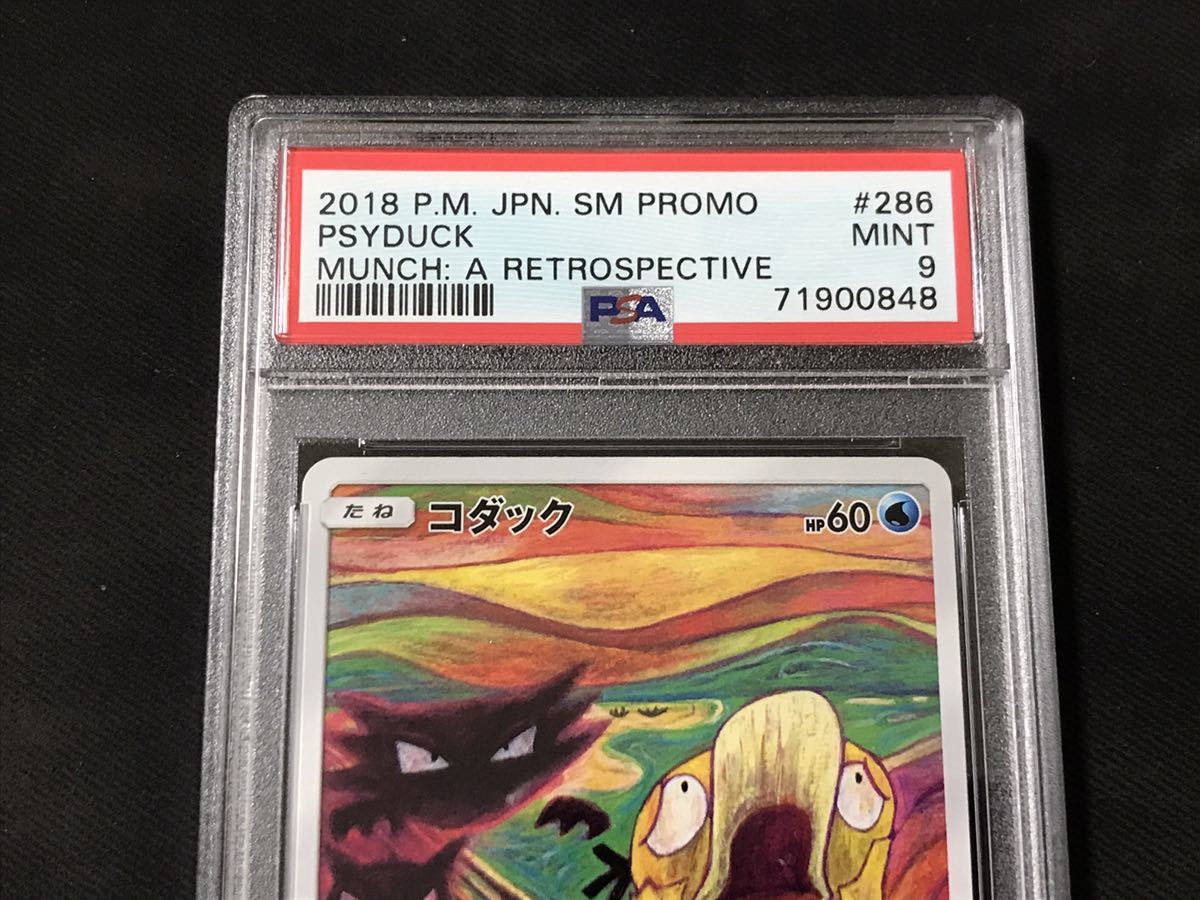 2018 P.M. JPN. SM PROMO #286
PSYDUCK MINT
MUNCH: A RETROSPECTIVE 9
PSA 71900848
たね コダック HP60